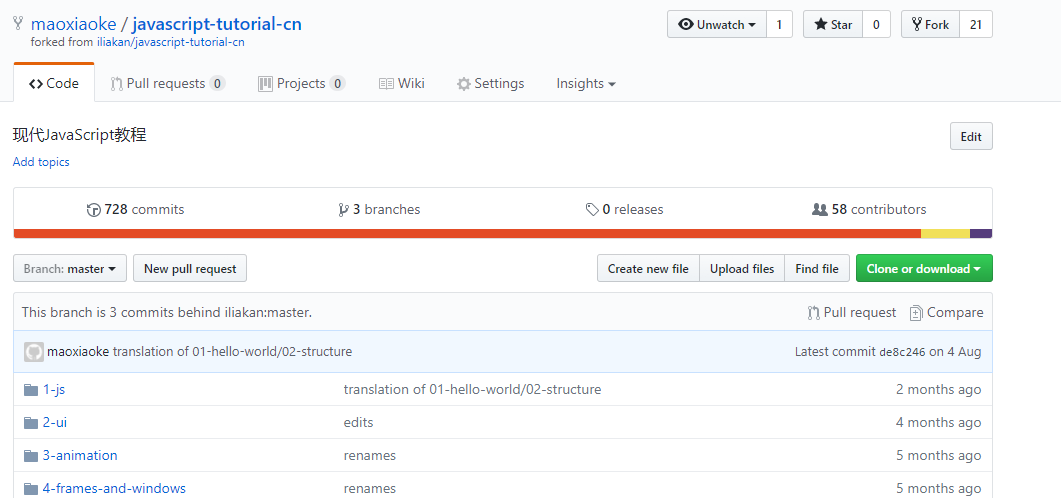 maoxiaoke / javascript-tutorial-cn
Unwatch 1 Star 0 Fork 21
forked from iliakan/javascript-tutorial-cn
Code Pull requests 0 Projects 0 Wiki Settings Insights
现代JavaScript教程
Edit
Add topics
728 commits 3 branches 0 releases 58 contributors
Branch: master New pull request Create new file Upload files Find file Clone or download
This branch is 3 commits behind iliakan:master. Pull request Compare
maoxiaoke translation of 01-hello-world/02-structure Latest commit de8c246 on 4 Aug
1-js translation of 01-hello-world/02-structure 2 months ago
2-ui edits 4 months ago
3-animation renames 5 months ago
4-frames-and-windows renames 5 months ago